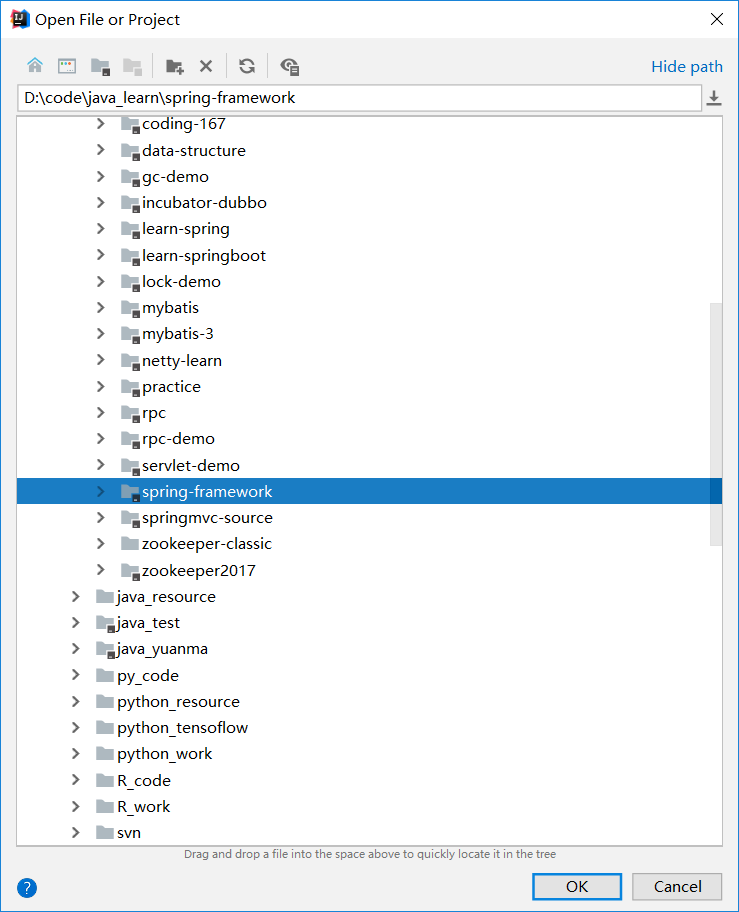 IJ
Open File or Project
Hide path
D:\code\java_learn\spring-framework
coding-167
data-structure
gc-demo
incubator-dubbo
learn-spring
learn-springboot
lock-demo
mybatis
mybatis-3
netty-learn
practice
rpc
rpc-demo
servlet-demo
spring-framework
springmvc-source
zookeeper-classic
zookeeper2017
java_resource
java_test
java_yuanma
py_code
python_resource
python_tensoflow
python_work
R_code
R_work
svn
Drag and drop a file into the space above to quickly locate it in the tree
?
OK
Cancel